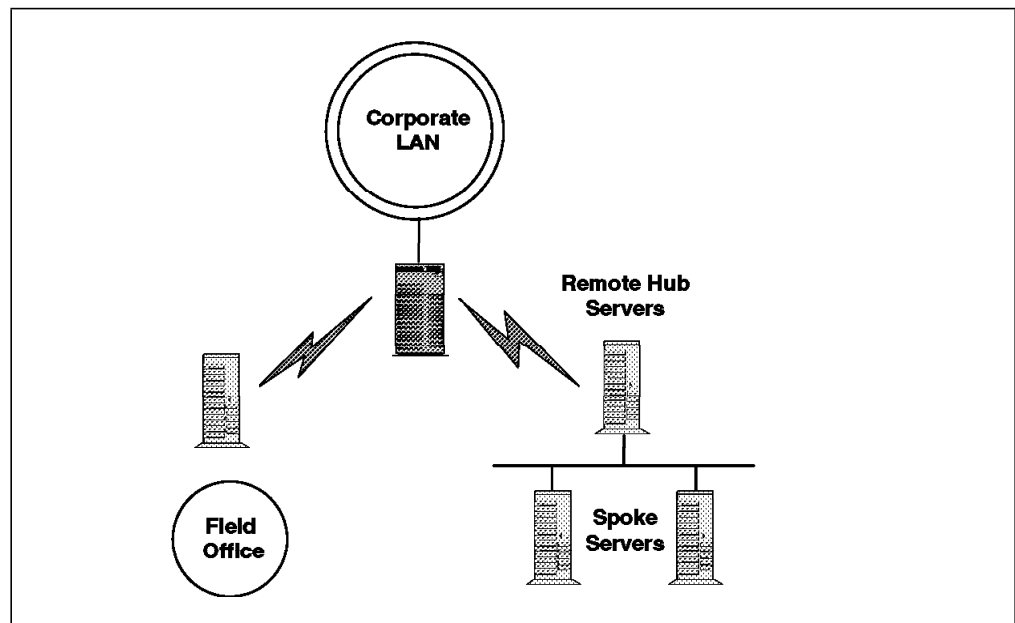 Corporate
LAN
Remote Hub
Servers
Field
Office
Spoke
Servers